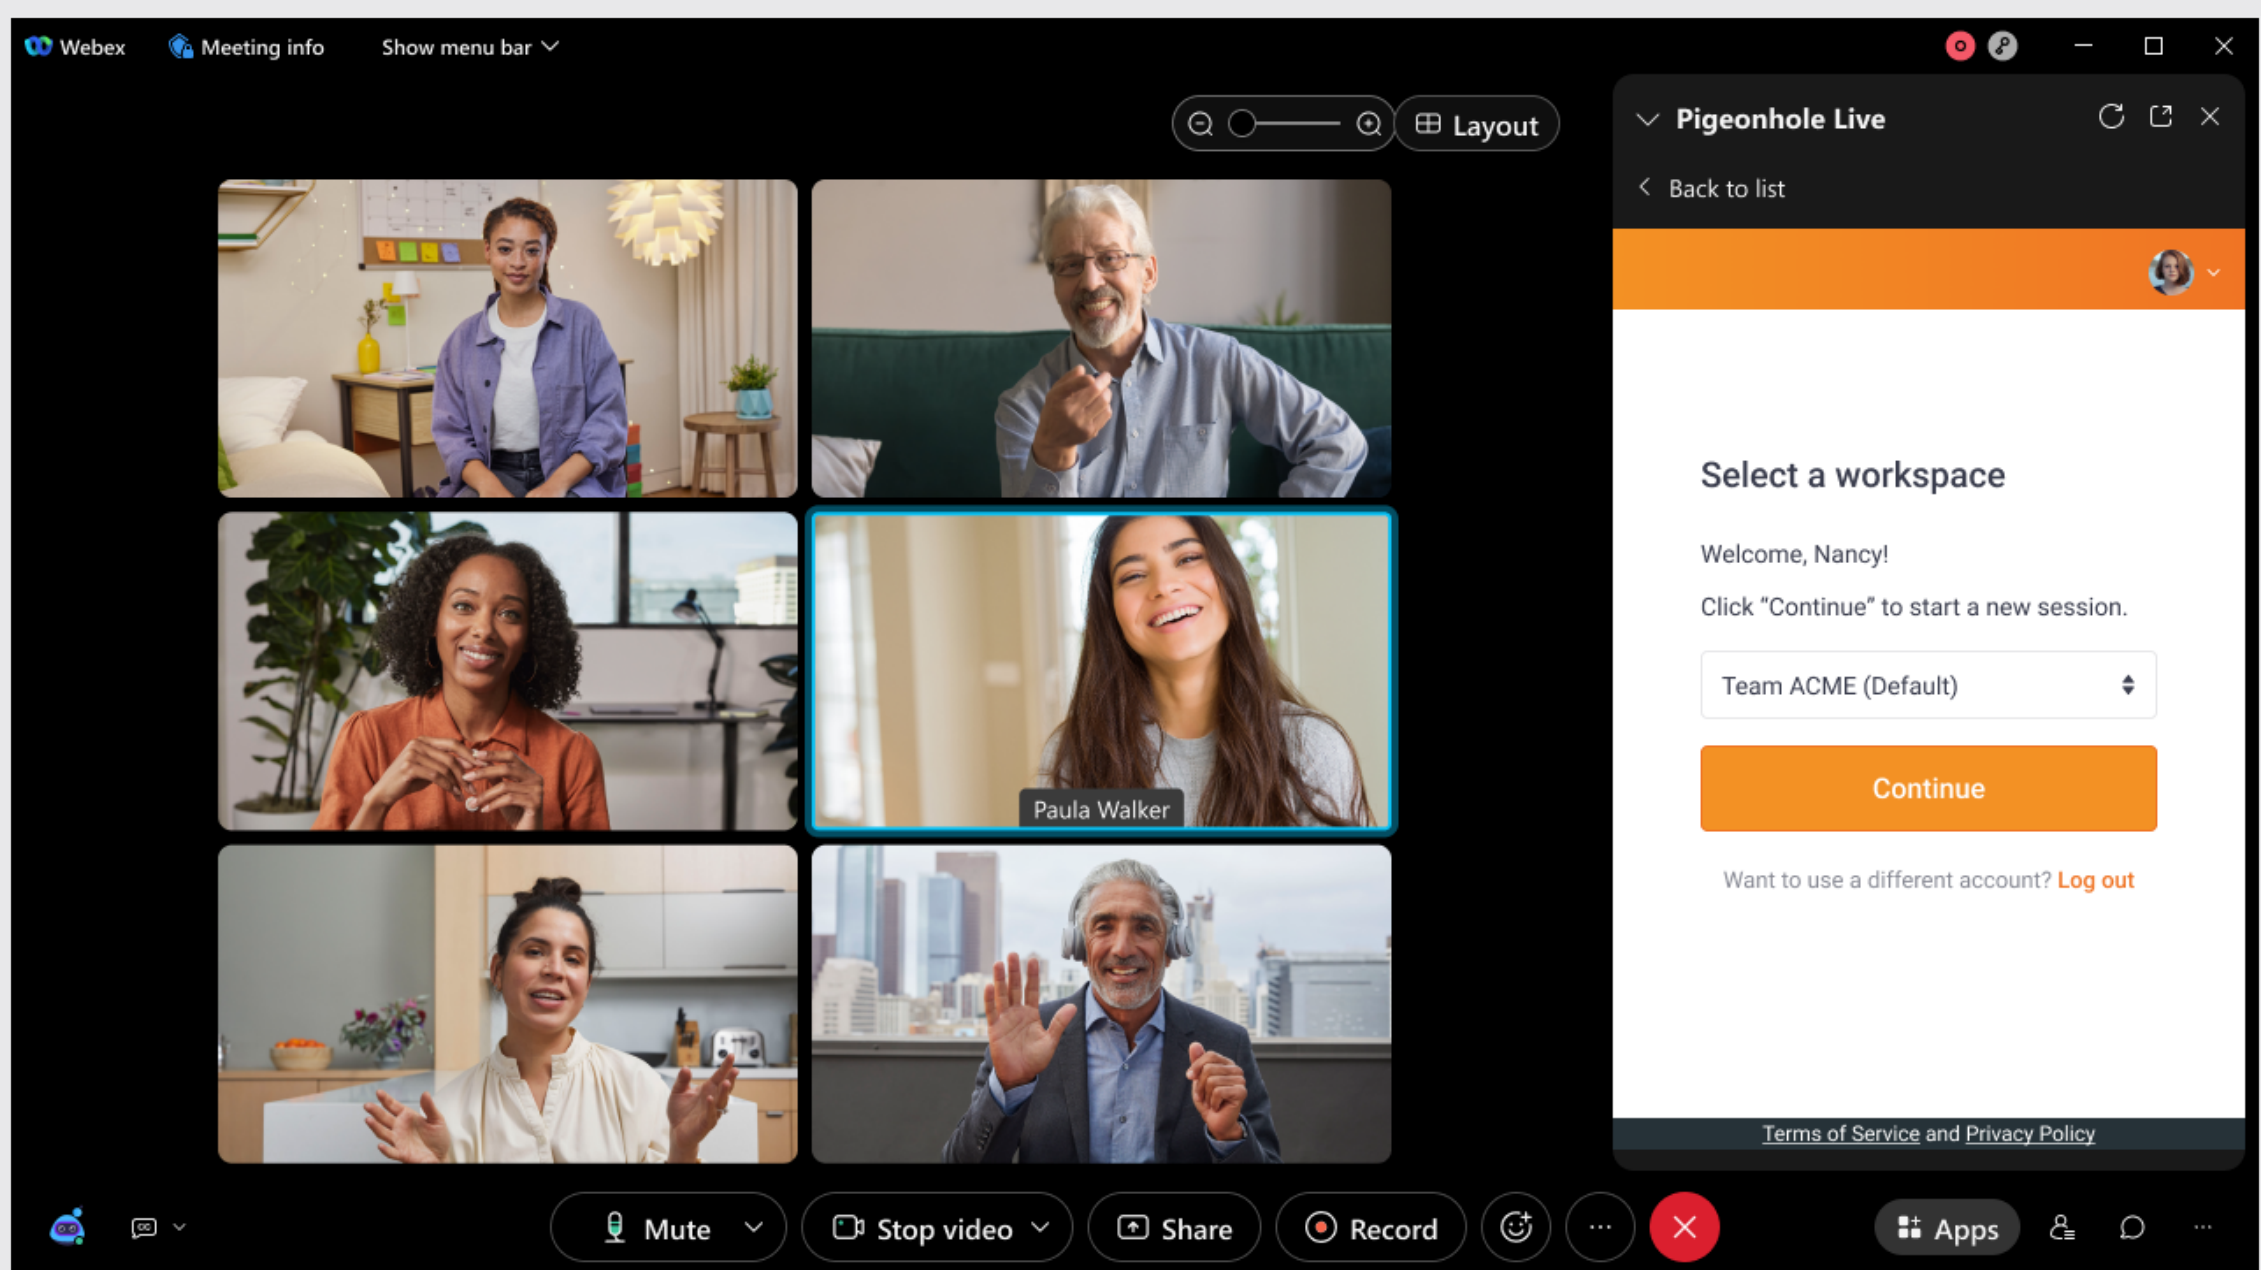 Webex
Meeting info
Show menu bar
Layout
Pigeonhole Live
Back to list
Select a workspace
Welcome, Nancy!
Click “Continue” to start a new session.
Team ACME (Default)
Continue
Want to use a different account? Log out
Terms of Service and Privacy Policy
Paula Walker
Mute
Stop video
Share
Record
Apps